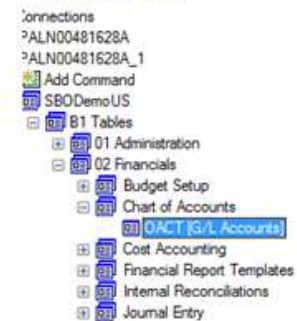 Connections
PALN00481628A
PALN00481628A_1
Add Command
SBODemoUS
B1 Tables
01 Administration
02 Financials
Budget Setup
Chart of Accounts
OACT [G/L Accounts]
Cost Accounting
Financial Report Templates
Internal Reconciliations
Journal Entry